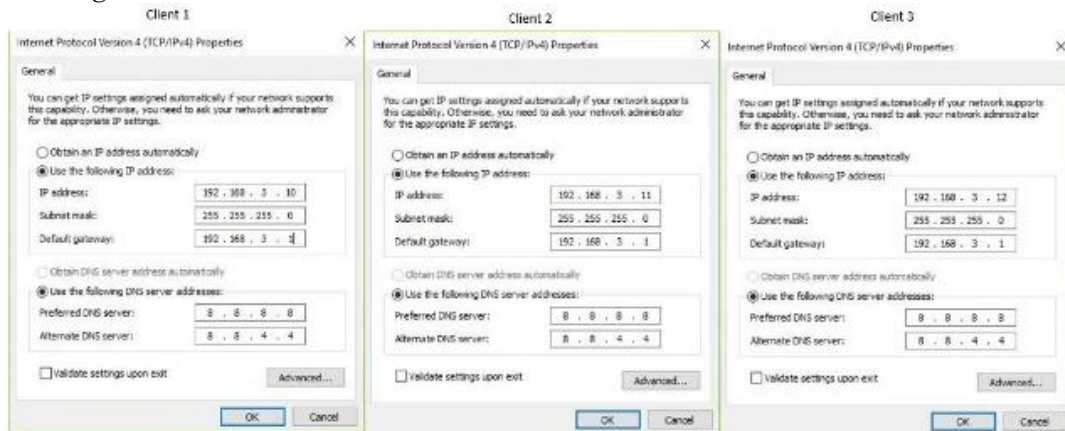 Client 1
Client 2
Client 3
Internet Protocol Version 4 (TCP/IPv4) Properties
General
You can get IP settings assigned automatically if your network supports
this capability. Otherwise, you need to ask your network administrator
for the appropriate IP settings.
Obtain an IP address automatically
Use the following IP address:
IP address: 192 . 168 . 3 . 10
Subnet mask: 255 . 255 . 255 . 0
Default gateway: 192 . 168 . 3 . 1
Obtain DNS server address automatically
Use the following DNS server addresses:
Preferred DNS server: 8 . 8 . 8 . 8
Alternate DNS server: 8 . 8 . 4 . 4
Validate settings upon exit
Advanced...
OK Cancel
Internet Protocol Version 4 (TCP/IPv4) Properties
General
You can get IP settings assigned automatically if your network supports
this capability. Otherwise, you need to ask your network administrator
for the appropriate IP settings.
Obtain an IP address automatically
Use the following IP address:
IP address: 192 . 168 . 3 . 11
Subnet mask: 255 . 255 . 255 . 0
Default gateway: 192 . 168 . 3 . 1
Obtain DNS server address automatically
Use the following DNS server addresses:
Preferred DNS server: 8 . 8 . 8 . 8
Alternate DNS server: 8 . 8 . 4 . 4
Validate settings upon exit
Advanced...
OK Cancel
Internet Protocol Version 4 (TCP/IPv4) Properties
General
You can get IP settings assigned automatically if your network supports
this capability. Otherwise, you need to ask your network administrator
for the appropriate IP settings.
Obtain an IP address automatically
Use the following IP address:
IP address: 192 . 168 . 3 . 12
Subnet mask: 255 . 255 . 255 . 0
Default gateway: 192 . 168 . 3 . 1
Obtain DNS server address automatically
Use the following DNS server addresses:
Preferred DNS server: 8 . 8 . 8 . 8
Alternate DNS server: 8 . 8 . 4 . 4
Validate settings upon exit
Advanced...
OK Cancel